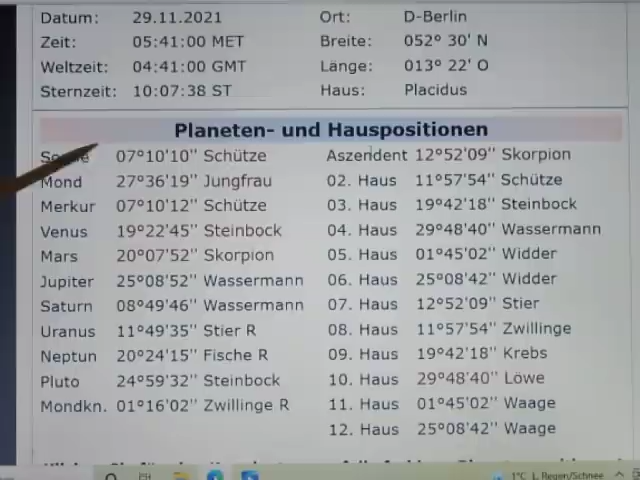 Datum: 29.11.2021 Ort: D-Berlin
Zeit: 05:41:00 MET Breite: 052° 30' N
Weltzeit: 04:41:00 GMT Länge: 013° 22' O
Sternzeit: 10:07:38 ST Haus: Placidus
Planeten- und Hauspositionen
Sonne 07°10'10" Schütze Aszendent 12°52'09" Skorpion
Mond 27°36'19" Jungfrau 02. Haus 11°57'54" Schütze
Merkur 07°10'12" Schütze 03. Haus 19°42'18" Steinbock
Venus 19°22'45" Steinbock 04. Haus 29°48'40" Wassermann
Mars 20°07'52" Skorpion 05. Haus 01°45'02" Widder
Jupiter 25°08'52" Wassermann 06. Haus 25°08'42" Widder
Saturn 08°49'46" Wassermann 07. Haus 12°52'09" Stier
Uranus 11°49'35" Stier R 08. Haus 11°57'54" Zwillinge
Neptun 20°24'15" Fische R 09. Haus 19°42'18" Krebs
Pluto 24°59'32" Steinbock 10. Haus 29°48'40" Löwe
Mondkn. 01°16'02" Zwillinge R 11. Haus 01°45'02" Waage
12. Haus 25°08'42" Waage
1°C L. Regen/Schnee